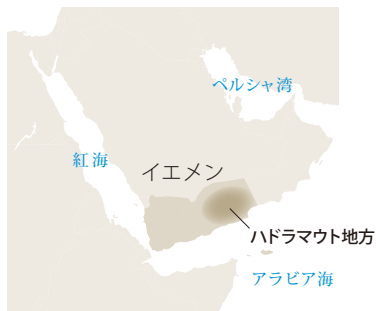 ペルシャ湾
紅海
イエメン
ハドラマウト地方
アラビア海